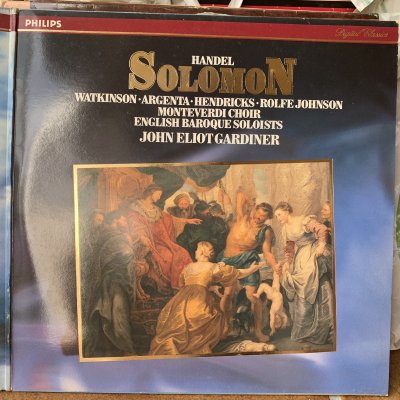 PHILIPS
Digital Classics
HANDEL
SOLOMON
WATKINSON · ARGENTA · HENDRICKS · ROLFE JOHNSON
MONTEVERDI CHOIR
ENGLISH BAROQUE SOLOISTS
JOHN ELIOT GARDINER